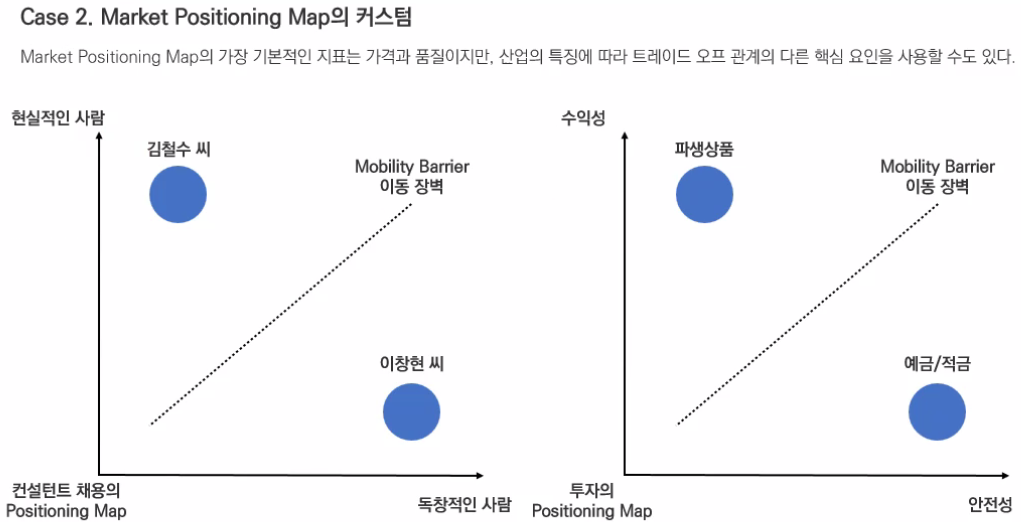 Case 2. Market Positioning Map의 커스텀
Market Positioning Map의 가장 기본적인 지표는 가격과 품질이지만, 산업의 특징에 따라 트레이드 오프 관계의 다른 핵심 요인을 사용할 수도 있다.
현실적인 사람
김철수 씨
Mobility Barrier
이동 장벽
이창현 씨
컨설턴트 채용의
Positioning Map
독창적인 사람
수익성
파생상품
Mobility Barrier
이동 장벽
예금/적금
투자의
Positioning Map
안전성